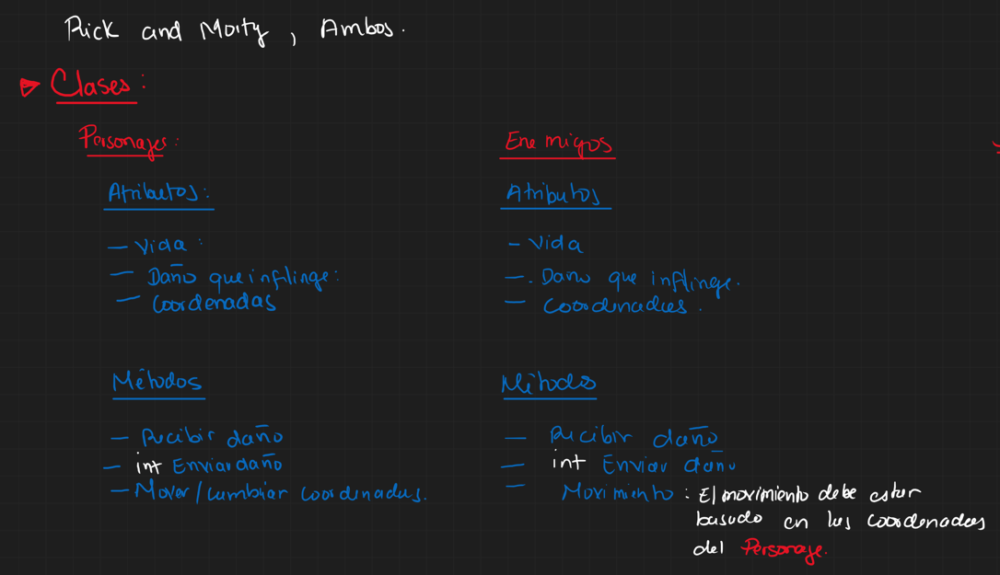 Rick and Morty, Ambos.
Clases:
Personajes:
Atributos:
- Vida:
- Daño que inflinge:
- Coordenadas
Métodos
- Recibir daño
- int Enviar daño
- Mover/cambiar coordenadas.
Enemigos
Atributos
- Vida
- . Daño que inflinge.
- Coordenadas.
Métodos
- Recibir daño
- int Enviar daño
- Movimiento: El movimiento debe estar
basado en las coordenadas
del Personaje.